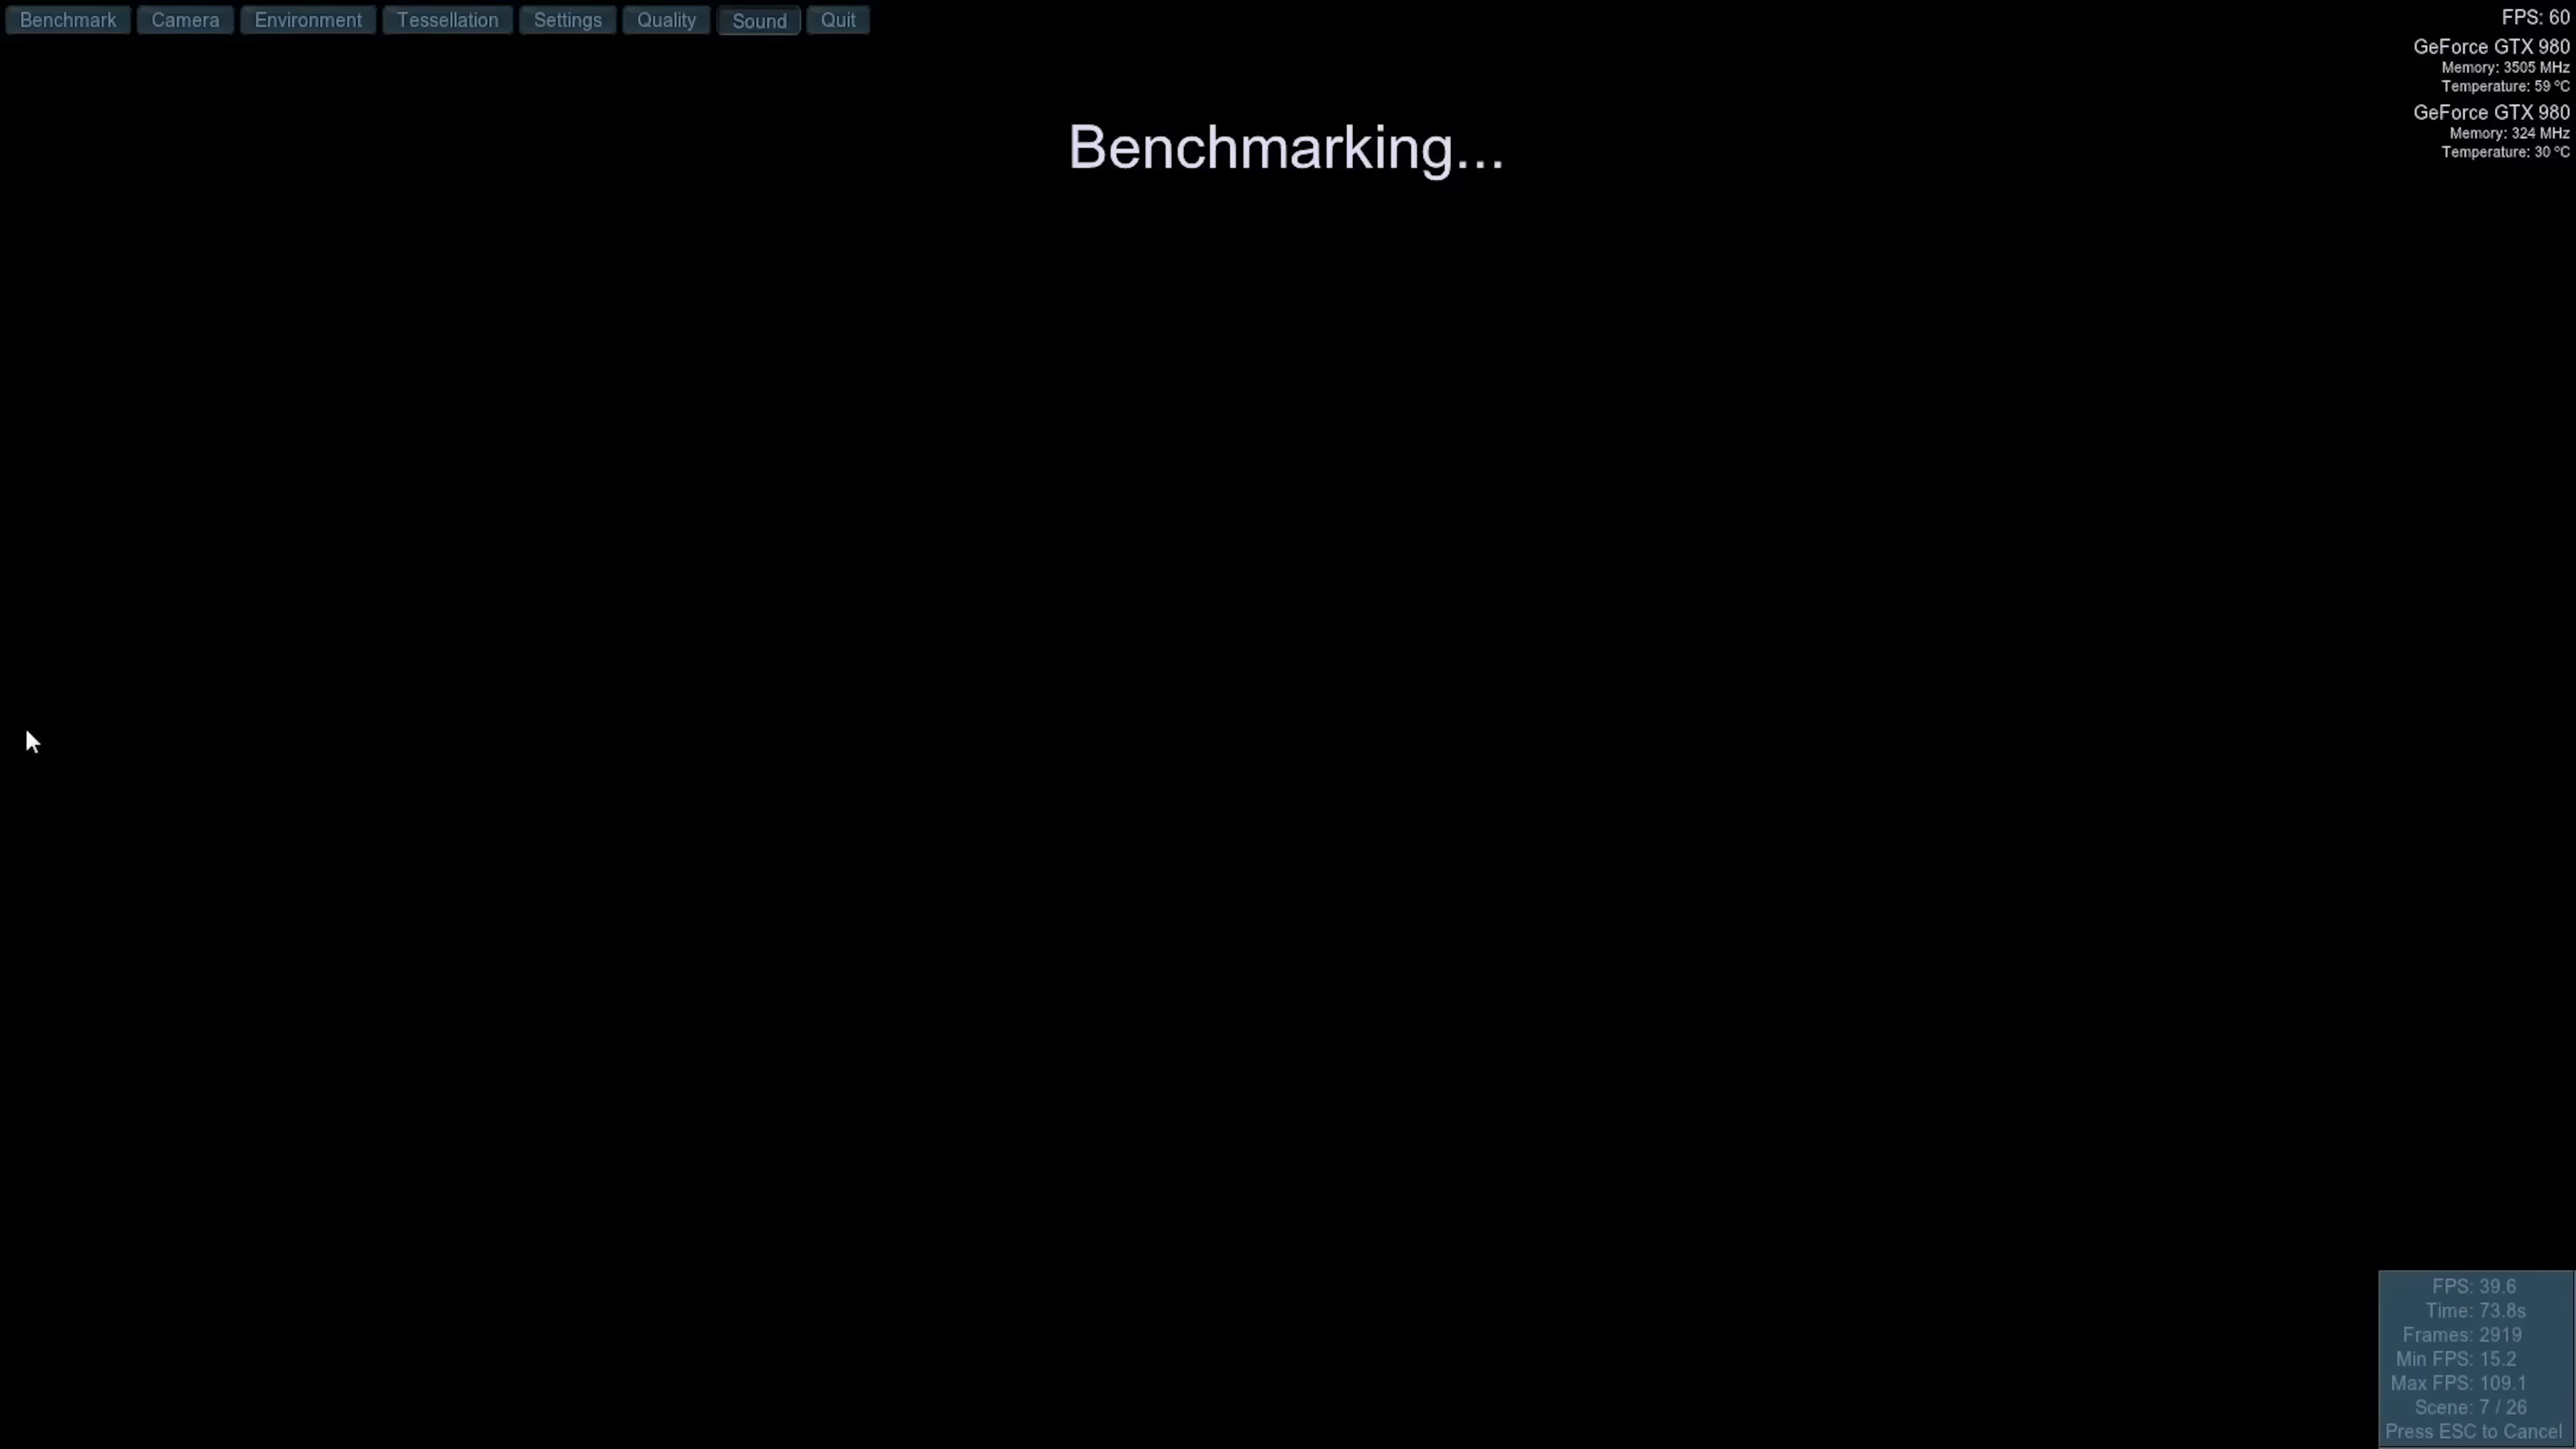 Benchmark Camera Environment Tessellation Settings Quality Sound Quit
FPS: 60
GeForce GTX 980
Memory: 3505 MHz
Temperature: 59 °C
GeForce GTX 980
Memory: 324 MHz
Temperature: 30 °C
Benchmarking...
FPS: 39.6
Time: 73.8s
Frames: 2919
Min FPS: 15.2
Max FPS: 109.1
Scene: 7 / 26
Press ESC to Cancel